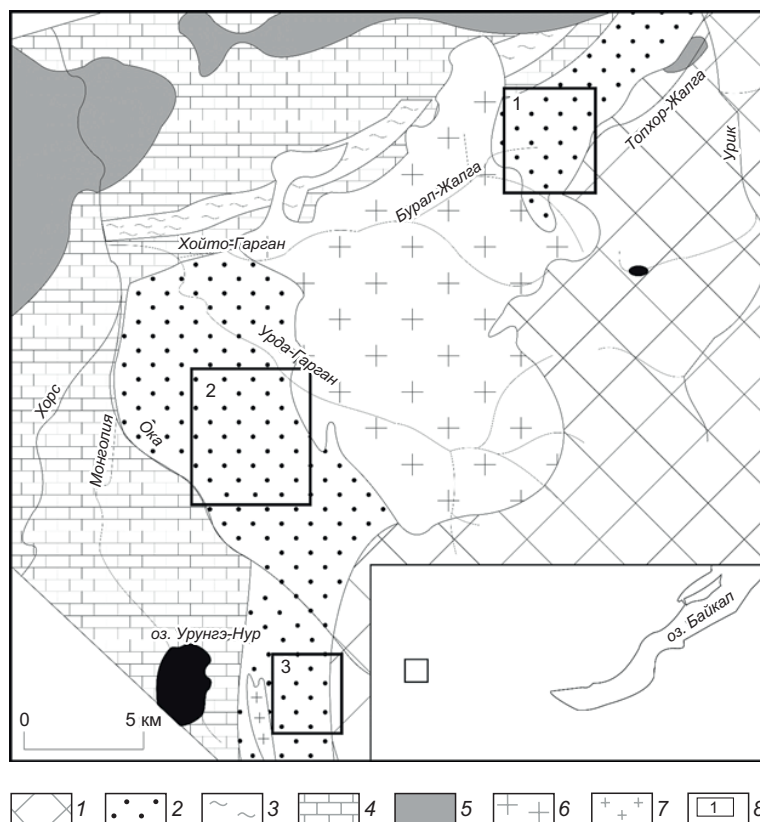 1
Топхор-Жалга
Урик
Бурал-Жалга
Хойто-Гарган
Урда-Гарган
2
Хорс
Монголия
Ока
оз. Байкал
оз. Урунгэ-Нур
3
0 5 км
1 2 3 4 5 6 7 1 8